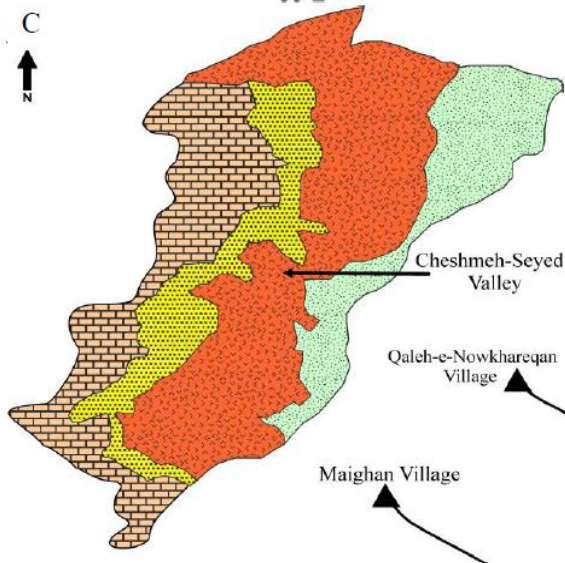 C
N
Cheshmeh-Seyed
Valley
Qaleh-e-Nowkhareqan
Village
Maighan Village